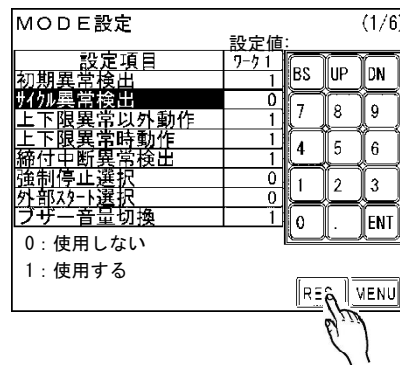 MODE設定 (1/6)
設定値:
設定項目 ワーク1
初期異常検出 1
サイクル異常検出 0
上下限異常以外動作 1
上下限異常時動作 1
締付中断異常検出 1
強制停止選択 0
外部スタート選択 0
ブザー音量切換 1
0:使用しない
1:使用する
BS UP DN
7 8 9
4 5 6
1 2 3
0 . ENT
RES MENU